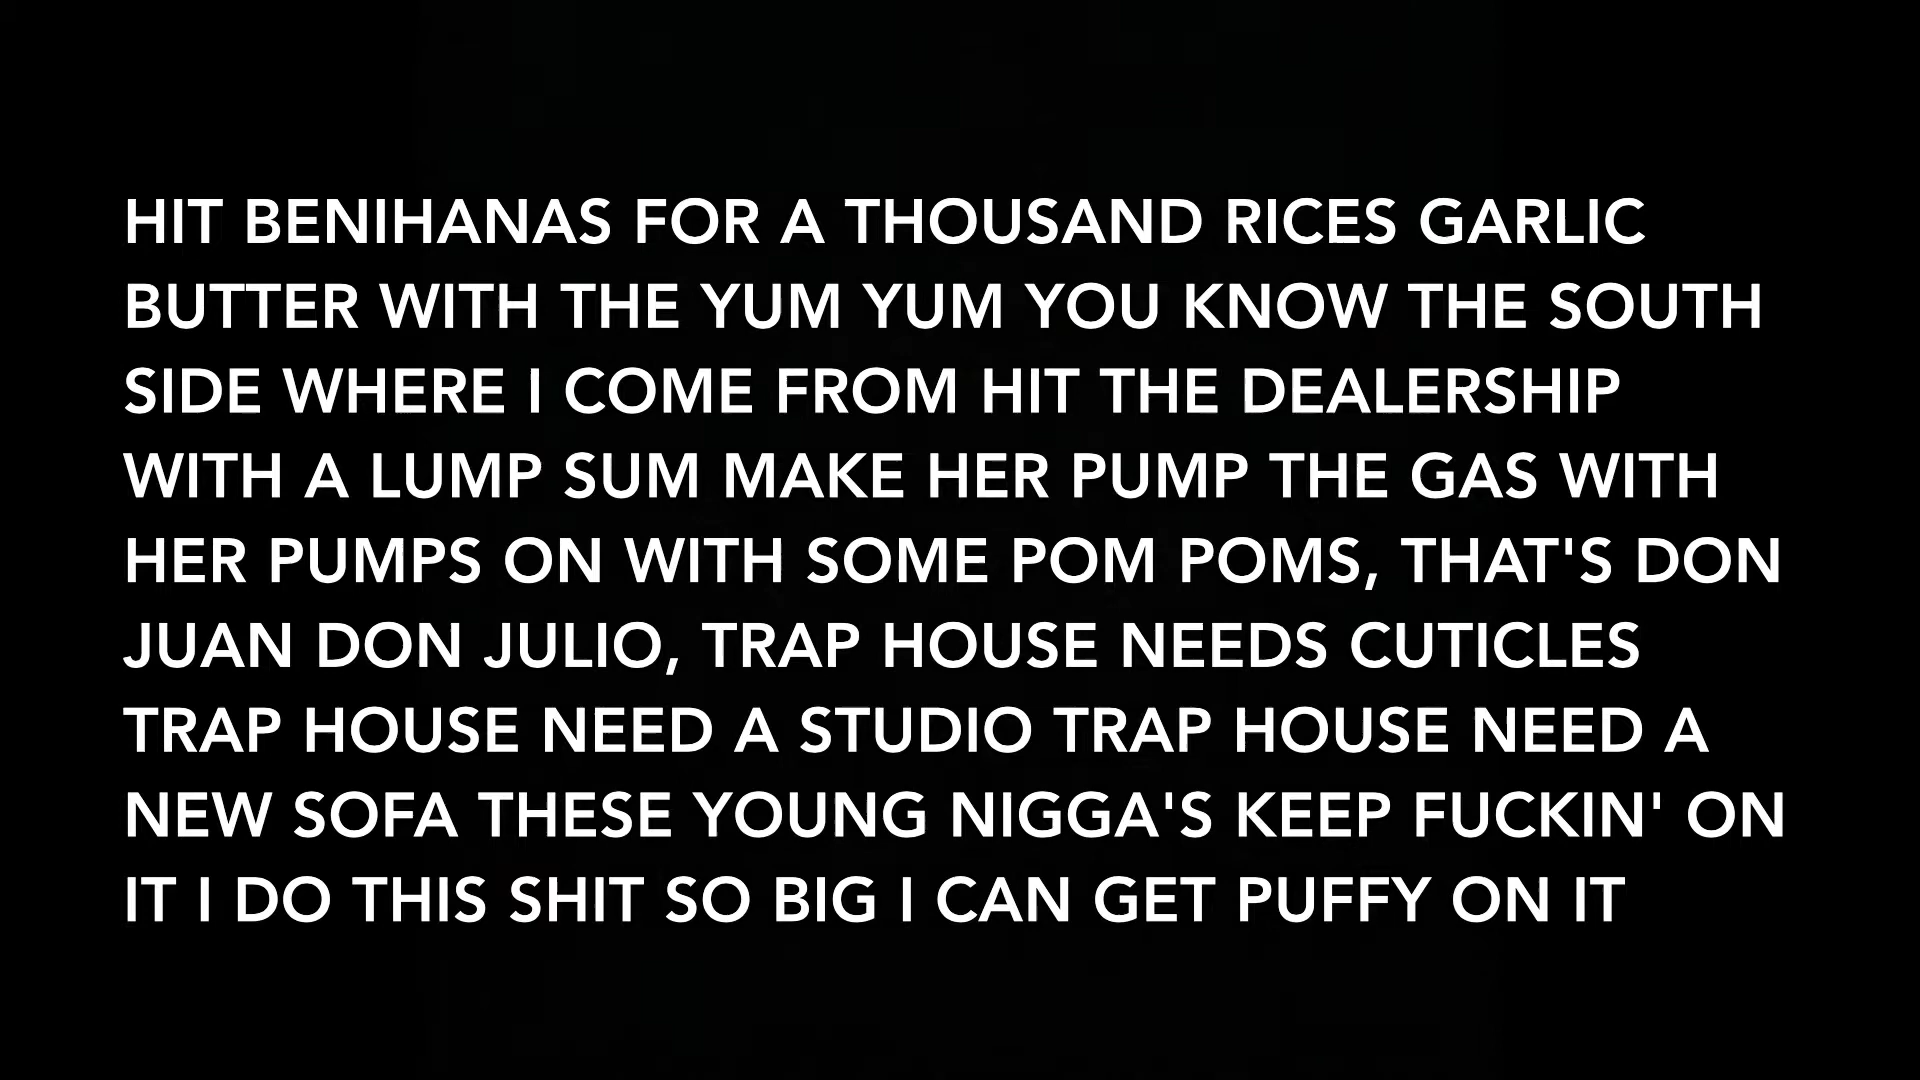 HIT BENIHANAS FOR A THOUSAND RICES GARLIC
BUTTER WITH THE YUM YUM YOU KNOW THE SOUTH
SIDE WHERE I COME FROM HIT THE DEALERSHIP
WITH A LUMP SUM MAKE HER PUMP THE GAS WITH
HER PUMPS ON WITH SOME POM POMS, THAT'S DON
JUAN DON JULIO, TRAP HOUSE NEEDS CUTICLES
TRAP HOUSE NEED A STUDIO TRAP HOUSE NEED A
NEW SOFA THESE YOUNG NIGGA'S KEEP FUCKIN' ON
IT I DO THIS SHIT SO BIG I CAN GET PUFFY ON IT